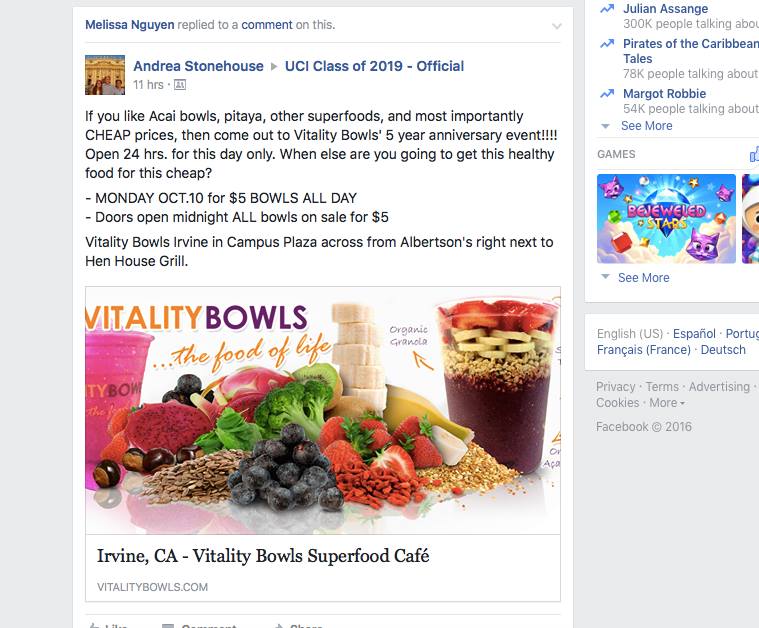 Melissa Nguyen replied to a comment on this.
Andrea Stonehouse ▸ UCI Class of 2019 - Official
11 hrs ·
If you like Acai bowls, pitaya, other superfoods, and most importantly
CHEAP prices, then come out to Vitality Bowls' 5 year anniversary event!!!!
Open 24 hrs. for this day only. When else are you going to get this healthy
food for this cheap?
- MONDAY OCT.10 for $5 BOWLS ALL DAY
- Doors open midnight ALL bowls on sale for $5
Vitality Bowls Irvine in Campus Plaza across from Albertson's right next to
Hen House Grill.
VITALITYBOWLS
...the food of life
Organic
Granola
Irvine, CA - Vitality Bowls Superfood Café
VITALITYBOWLS.COM
Like Comment Share
Julian Assange
300K people talking abou
Pirates of the Caribbean
Tales
78K people talking about
Margot Robbie
54K people talking about
See More
GAMES
BEJEWELED
STARS
See More
English (US) · Español · Portug
Français (France) · Deutsch
Privacy · Terms · Advertising ·
Cookies · More
Facebook © 2016